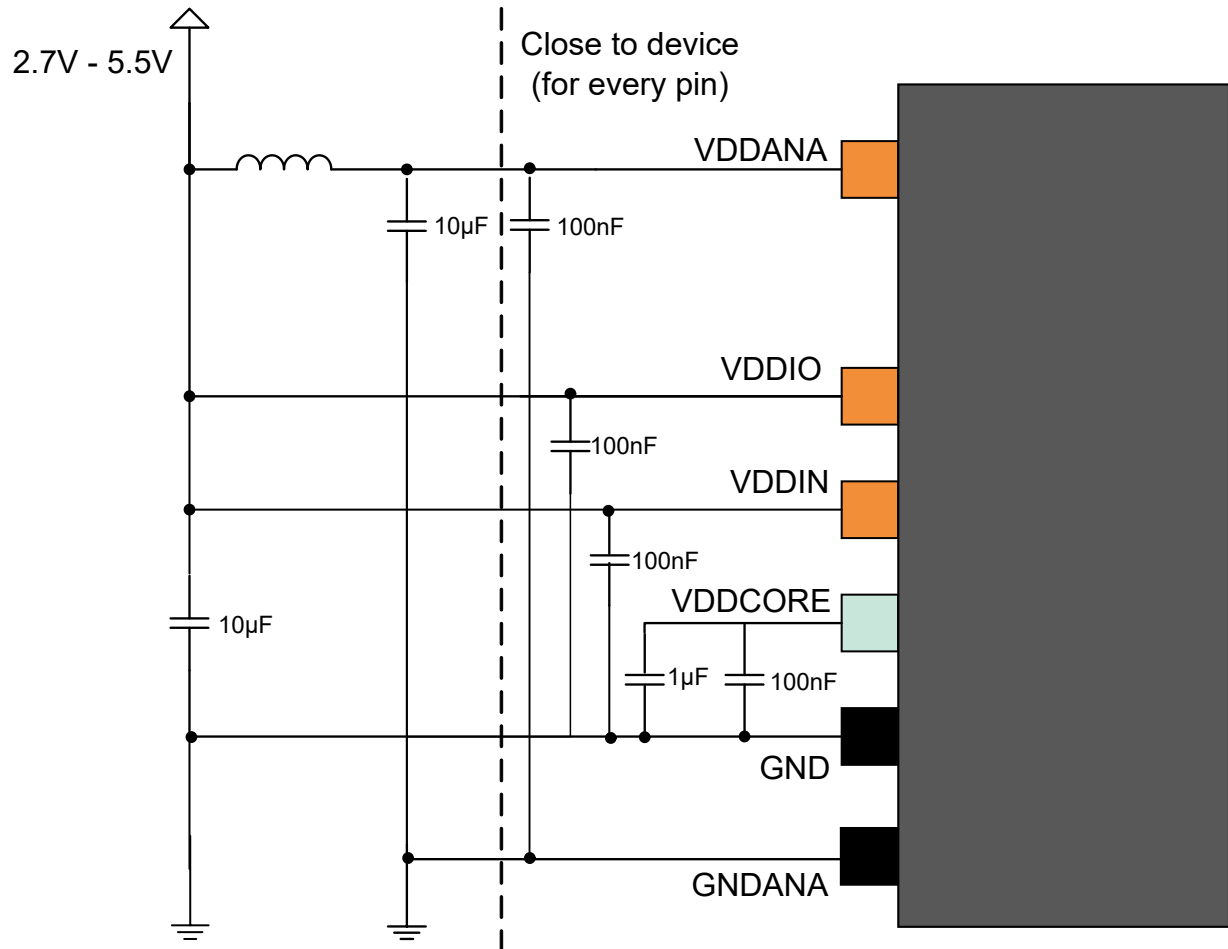 2.7V - 5.5V
Close to device
(for every pin)
VDDANA
10µF
100nF
VDDIO
100nF
VDDIN
100nF
VDDCORE
10µF
1µF
100nF
GND
GNDANA